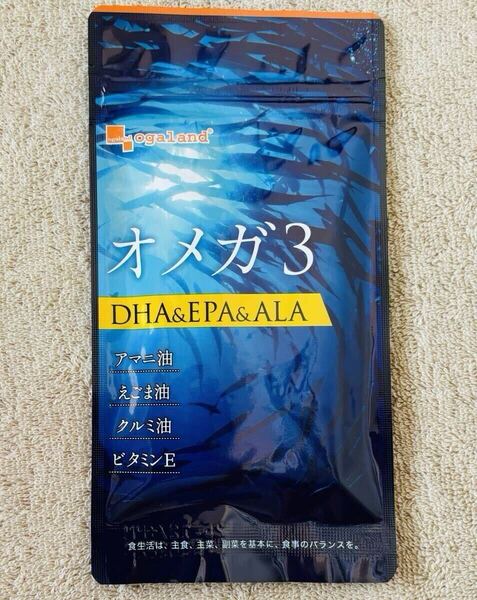 ogaland®
オメガ3
DHA&EPA&ALA
アマニ油
えごま油
クルミ油
ビタミンE
食生活は、主食、主菜、副菜を基本に、食事のバランスを。